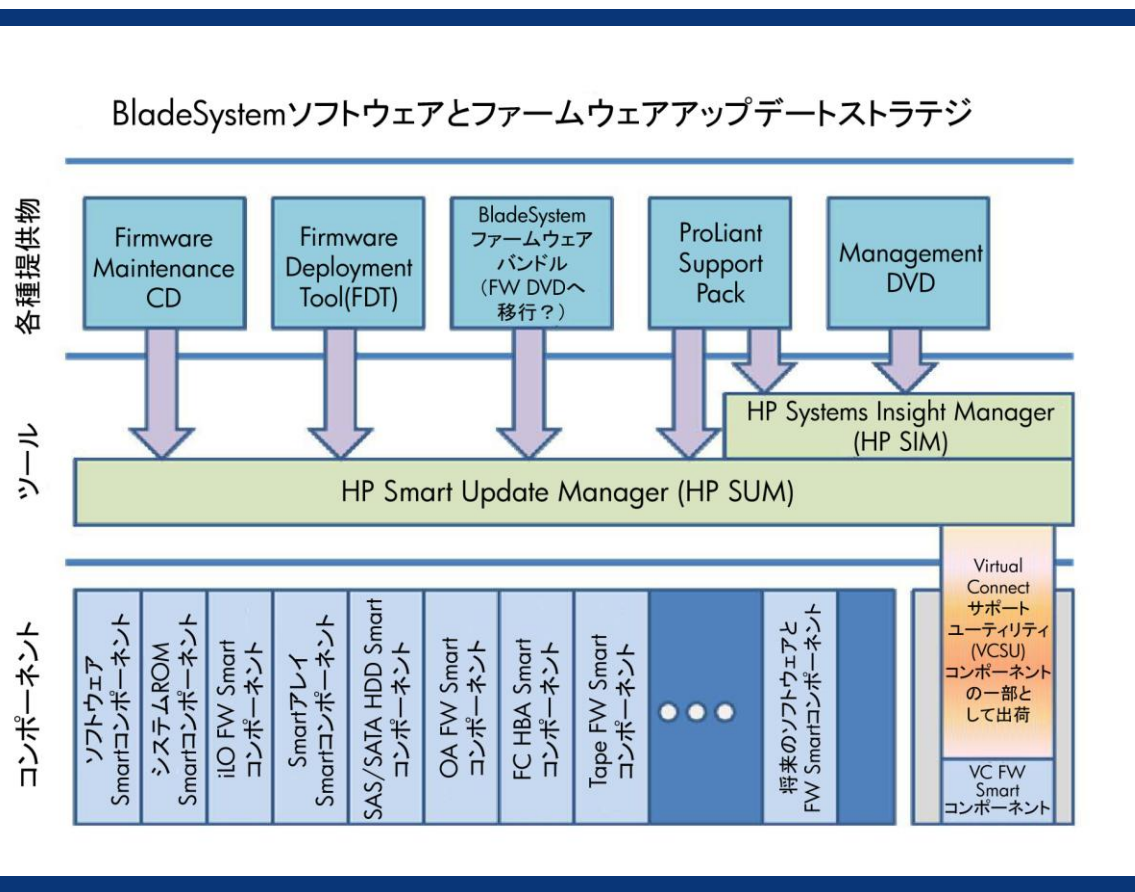 BladeSystemソフトウェアとファームウェアアップデートストラテジ
各種提供物
Firmware
Maintenance
CD
Firmware
Deployment
Tool(FDT)
BladeSystem
ファームウェア
バンドル
(FW DVDへ
移行?)
ProLiant
Support
Pack
Management
DVD
ツール
HP Systems Insight Manager
(HP SIM)
HP Smart Update Manager (HP SUM)
コンポーネント
ソフトウェア
Smartコンポーネント
システムROM
Smartコンポーネント
iLO FW Smart
コンポーネント
Smartアレイ
Smartコンポーネント
SAS/SATA HDD Smart
コンポーネント
OA FW Smart
コンポーネント
FC HBA Smart
コンポーネント
Tape FW Smart
コンポーネント
将来のソフトウェアと
FW Smartコンポーネント
Virtual
Connect
サポート
ユーティリティ
(VCSU)
コンポーネント
の一部と
して出荷
VC FW
Smart
コンポーネント